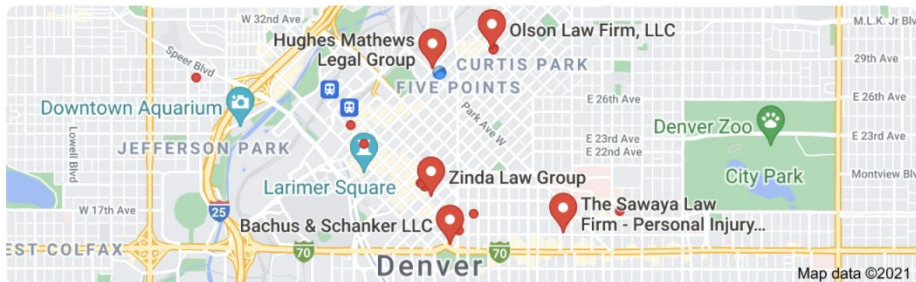 W 32nd Ave
M.L.K. Jr Blvd
Olson Law Firm, LLC
Hughes Mathews
Legal Group
Speer Blvd
29th Ave
CURTIS PARK
FIVE POINTS
E 26th Ave
E 26th Ave
Downtown Aquarium
Park Ave W
Denver Zoo
E 23rd Ave
E 23rd Ave
E 22nd Ave
JEFFERSON PARK
Lowell Blvd
City Park
Montview Bl
Larimer Square
Zinda Law Group
W 17th Ave
25
The Sawaya Law
Firm - Personal Injury...
Bachus & Schanker LLC
EST COLFAX
70
70
Denver
Map data ©2021